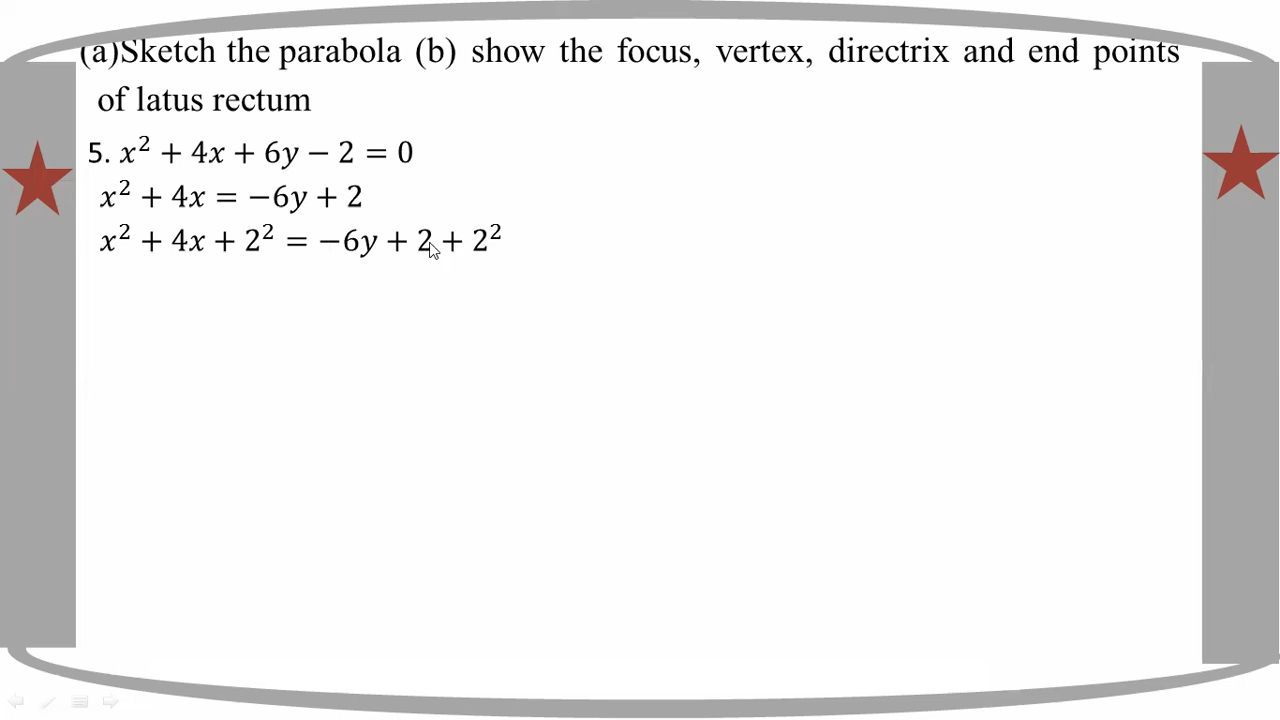 (a)Sketch the parabola (b) show the focus, vertex, directrix and end points
of latus rectum
5. x² + 4x + 6y − 2 = 0
x² + 4x = −6y + 2
x² + 4x + 2² = −6y + 2 + 2²